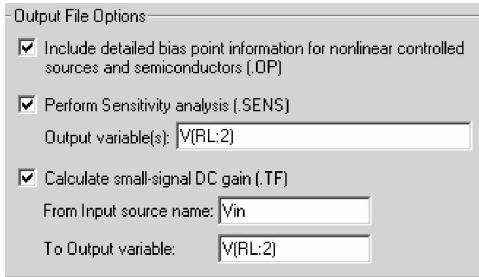 Output File Options
Include detailed bias point information for nonlinear controlled
sources and semiconductors (.OP)
Perform Sensitivity analysis (.SENS)
Output variable(s): V(RL:2)
Calculate small-signal DC gain (.TF)
From Input source name: Vin
To Output variable: V(RL:2)